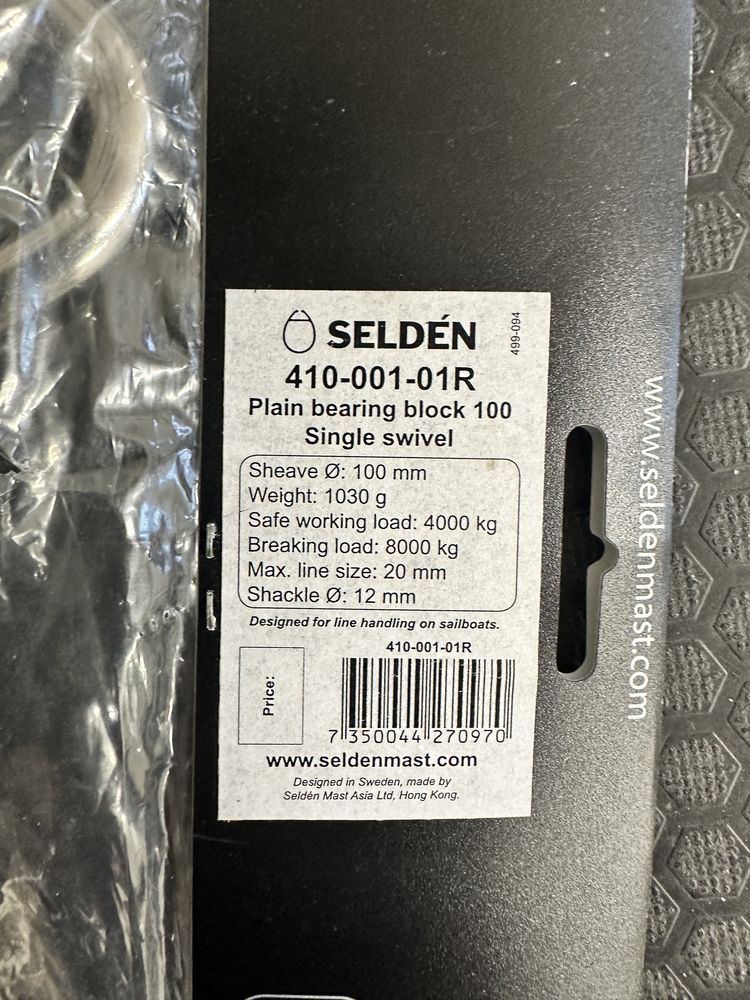 SELDÉN
499-094
410-001-01R
Plain bearing block 100
Single swivel
Sheave Ø: 100 mm
Weight: 1030 g
Safe working load: 4000 kg
Breaking load: 8000 kg
Max. line size: 20 mm
Shackle Ø: 12 mm
Designed for line handling on sailboats.
410-001-01R
Price:
7 350044 270970
www.seldenmast.com
Designed in Sweden, made by
Seldén Mast Asia Ltd, Hong Kong.
www.seldenmast.com